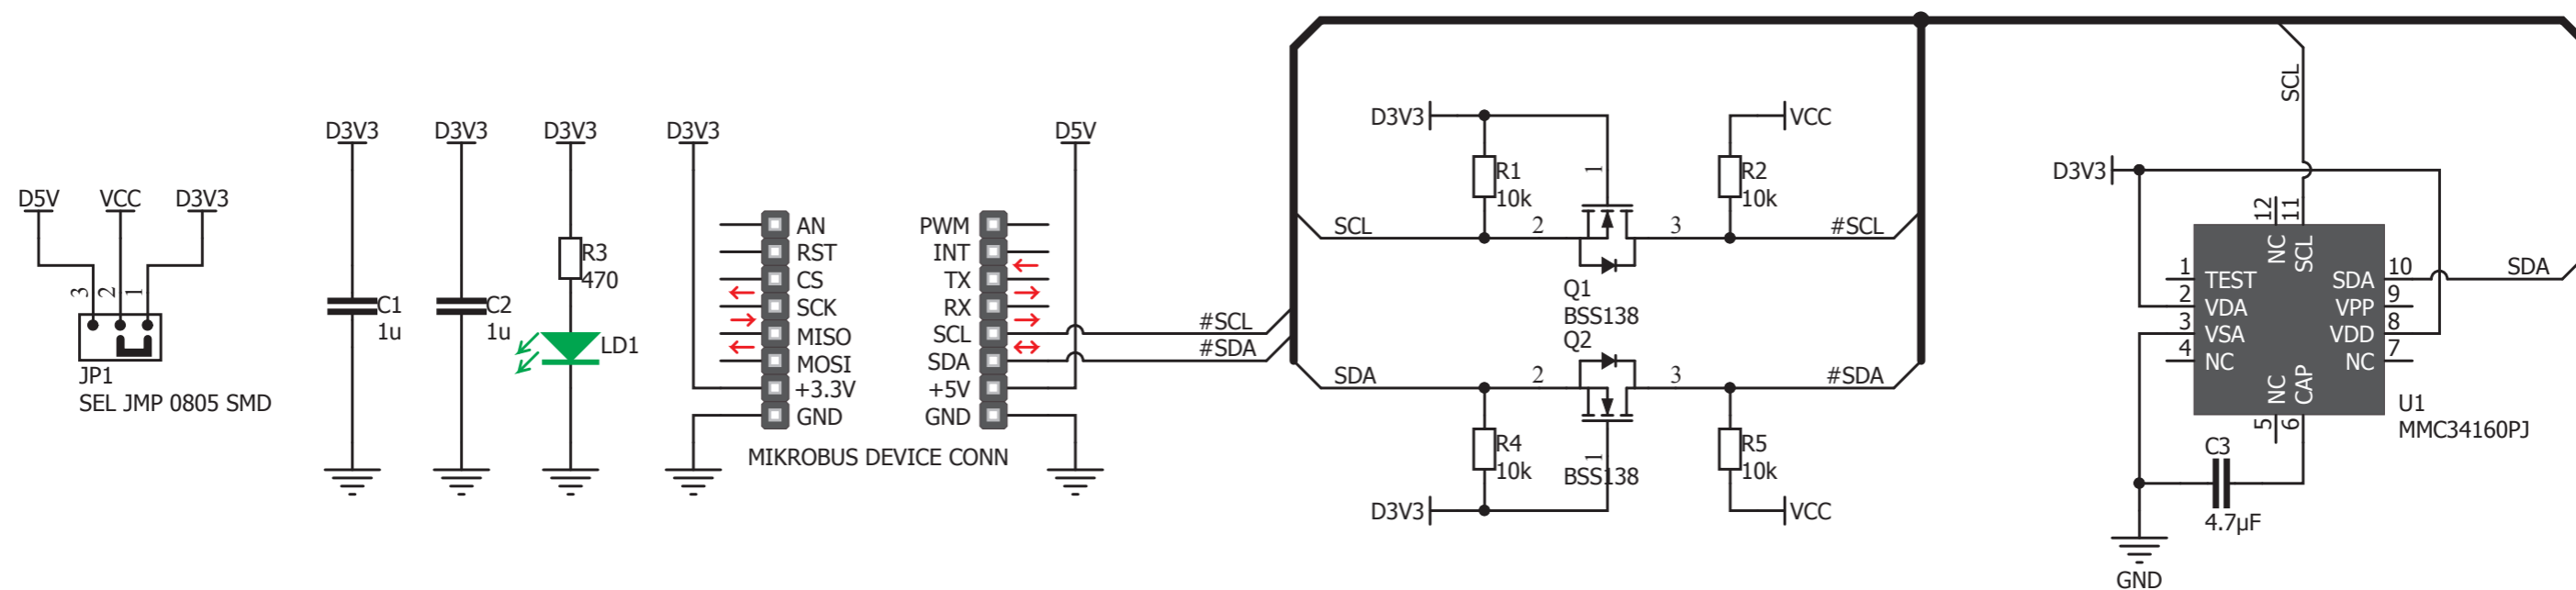 D5V VCC D3V3
3 2 1
JP1
SEL JMP 0805 SMD
D3V3
C1
1u
D3V3
C2
1u
D3V3
R3
470
LD1
D3V3
AN
RST
CS
SCK
MISO
MOSI
+3.3V
GND
D5V
PWM
INT
TX
RX
SCL
SDA
+5V
GND
MIKROBUS DEVICE CONN
#SCL
#SDA
D3V3
R1
10k
1
VCC
R2
10k
SCL
2
3
#SCL
Q1
BSS138
Q2
SDA
2
3
#SDA
R4
10k
1
BSS138
R5
10k
D3V3
VCC
SCL
D3V3
12 11
NC SCL
1 TEST
2 VDA
3 VSA
4 NC
SDA 10
VPP 9
VDD 8
NC 7
SDA
NC CAP
5 6
U1
MMC34160PJ
C3
4.7µF
GND